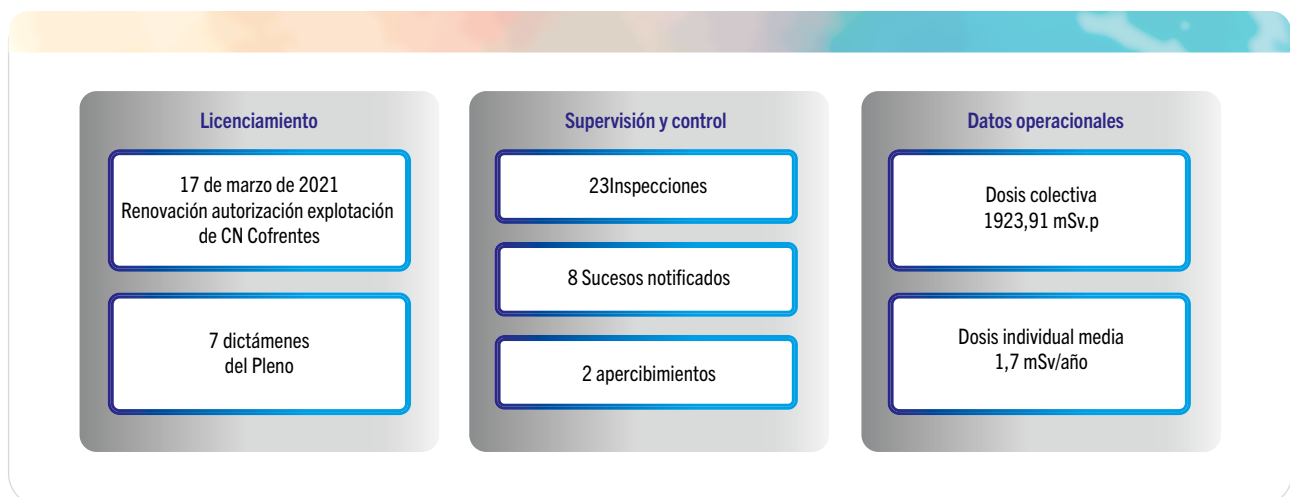 Licenciamiento
17 de marzo de 2021
Renovación autorización explotación
de CN Cofrentes
7 dictámenes
del Pleno
Supervisión y control
23Inspecciones
8 Sucesos notificados
2 apercibimientos
Datos operacionales
Dosis colectiva
1923,91 mSv.p
Dosis individual media
1,7 mSv/año